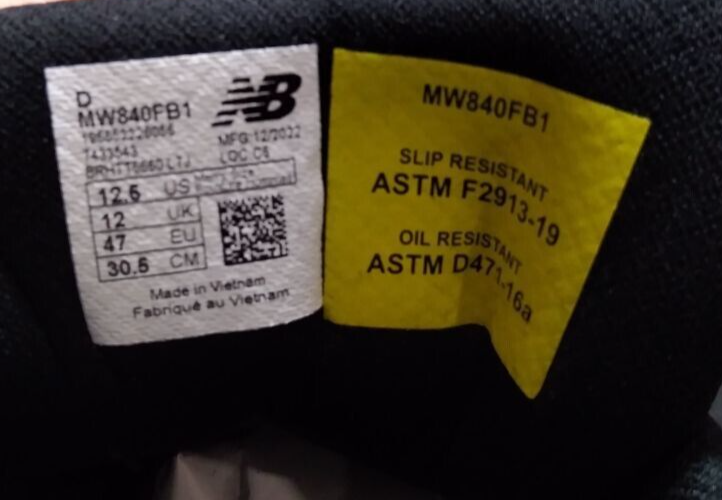 D
MW840FB1
MFG:12/2022
12.5 US
12 UK
47 EU
30.5 CM
Made in Vietnam
Fabriqué au Vietnam
MW840FB1
SLIP RESISTANT
ASTM F2913-19
OIL RESISTANT
ASTM D471-16a